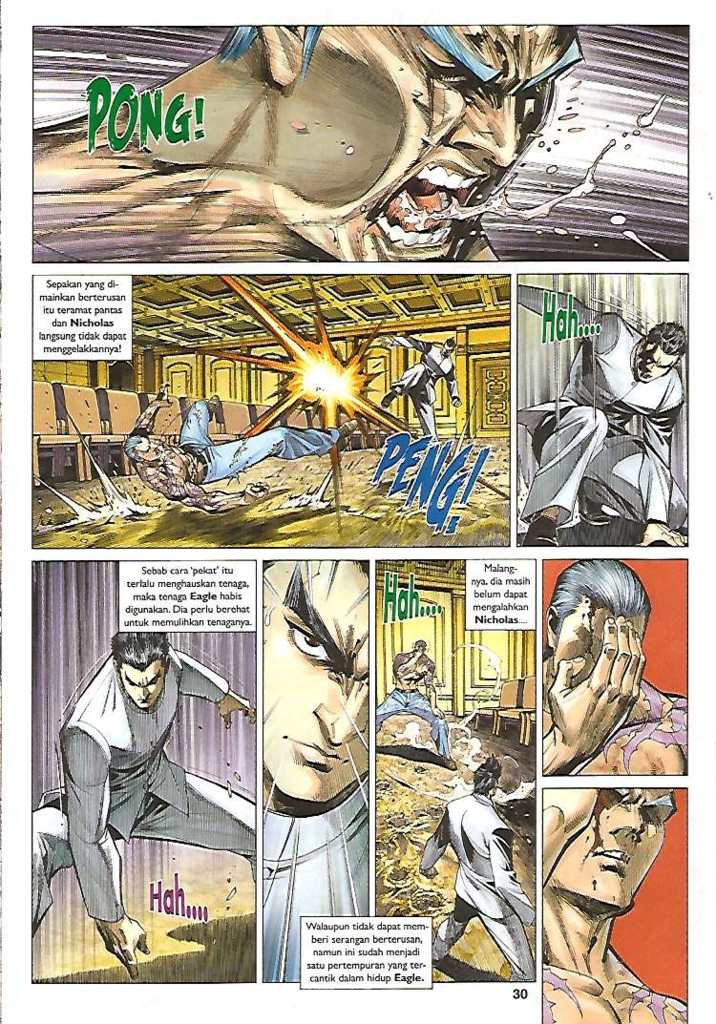 PONG!
Sepakan yang di-
mainkan berterusan
itu teramat pantas
dan Nicholas
langsung tak dapat
menggelakkannya!
PENG!
Hah....
Sebab cara 'pekat' itu
terlalu menghauskan tenaga,
maka tenaga Eagle habis
digunakan. Dia perlu berehat
untuk memulihkan tenaganya.
Hah....
Hah....
Malang-
nya, dia masih
belum dapat
mengalahkan
Nicholas....
Walaupun tidak dapat mem-
beri serangan berterusan,
namun ini sudah menjadi
satu pertempuran yang ter-
cantik dalam hidup Eagle.
30